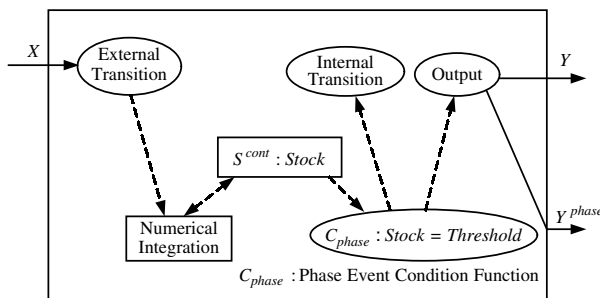 X
External
Transition
Internal
Transition
Output
Y
S^cont : Stock
Numerical
Integration
C_phase : Stock = Threshold
Y^phase
C_phase : Phase Event Condition Function